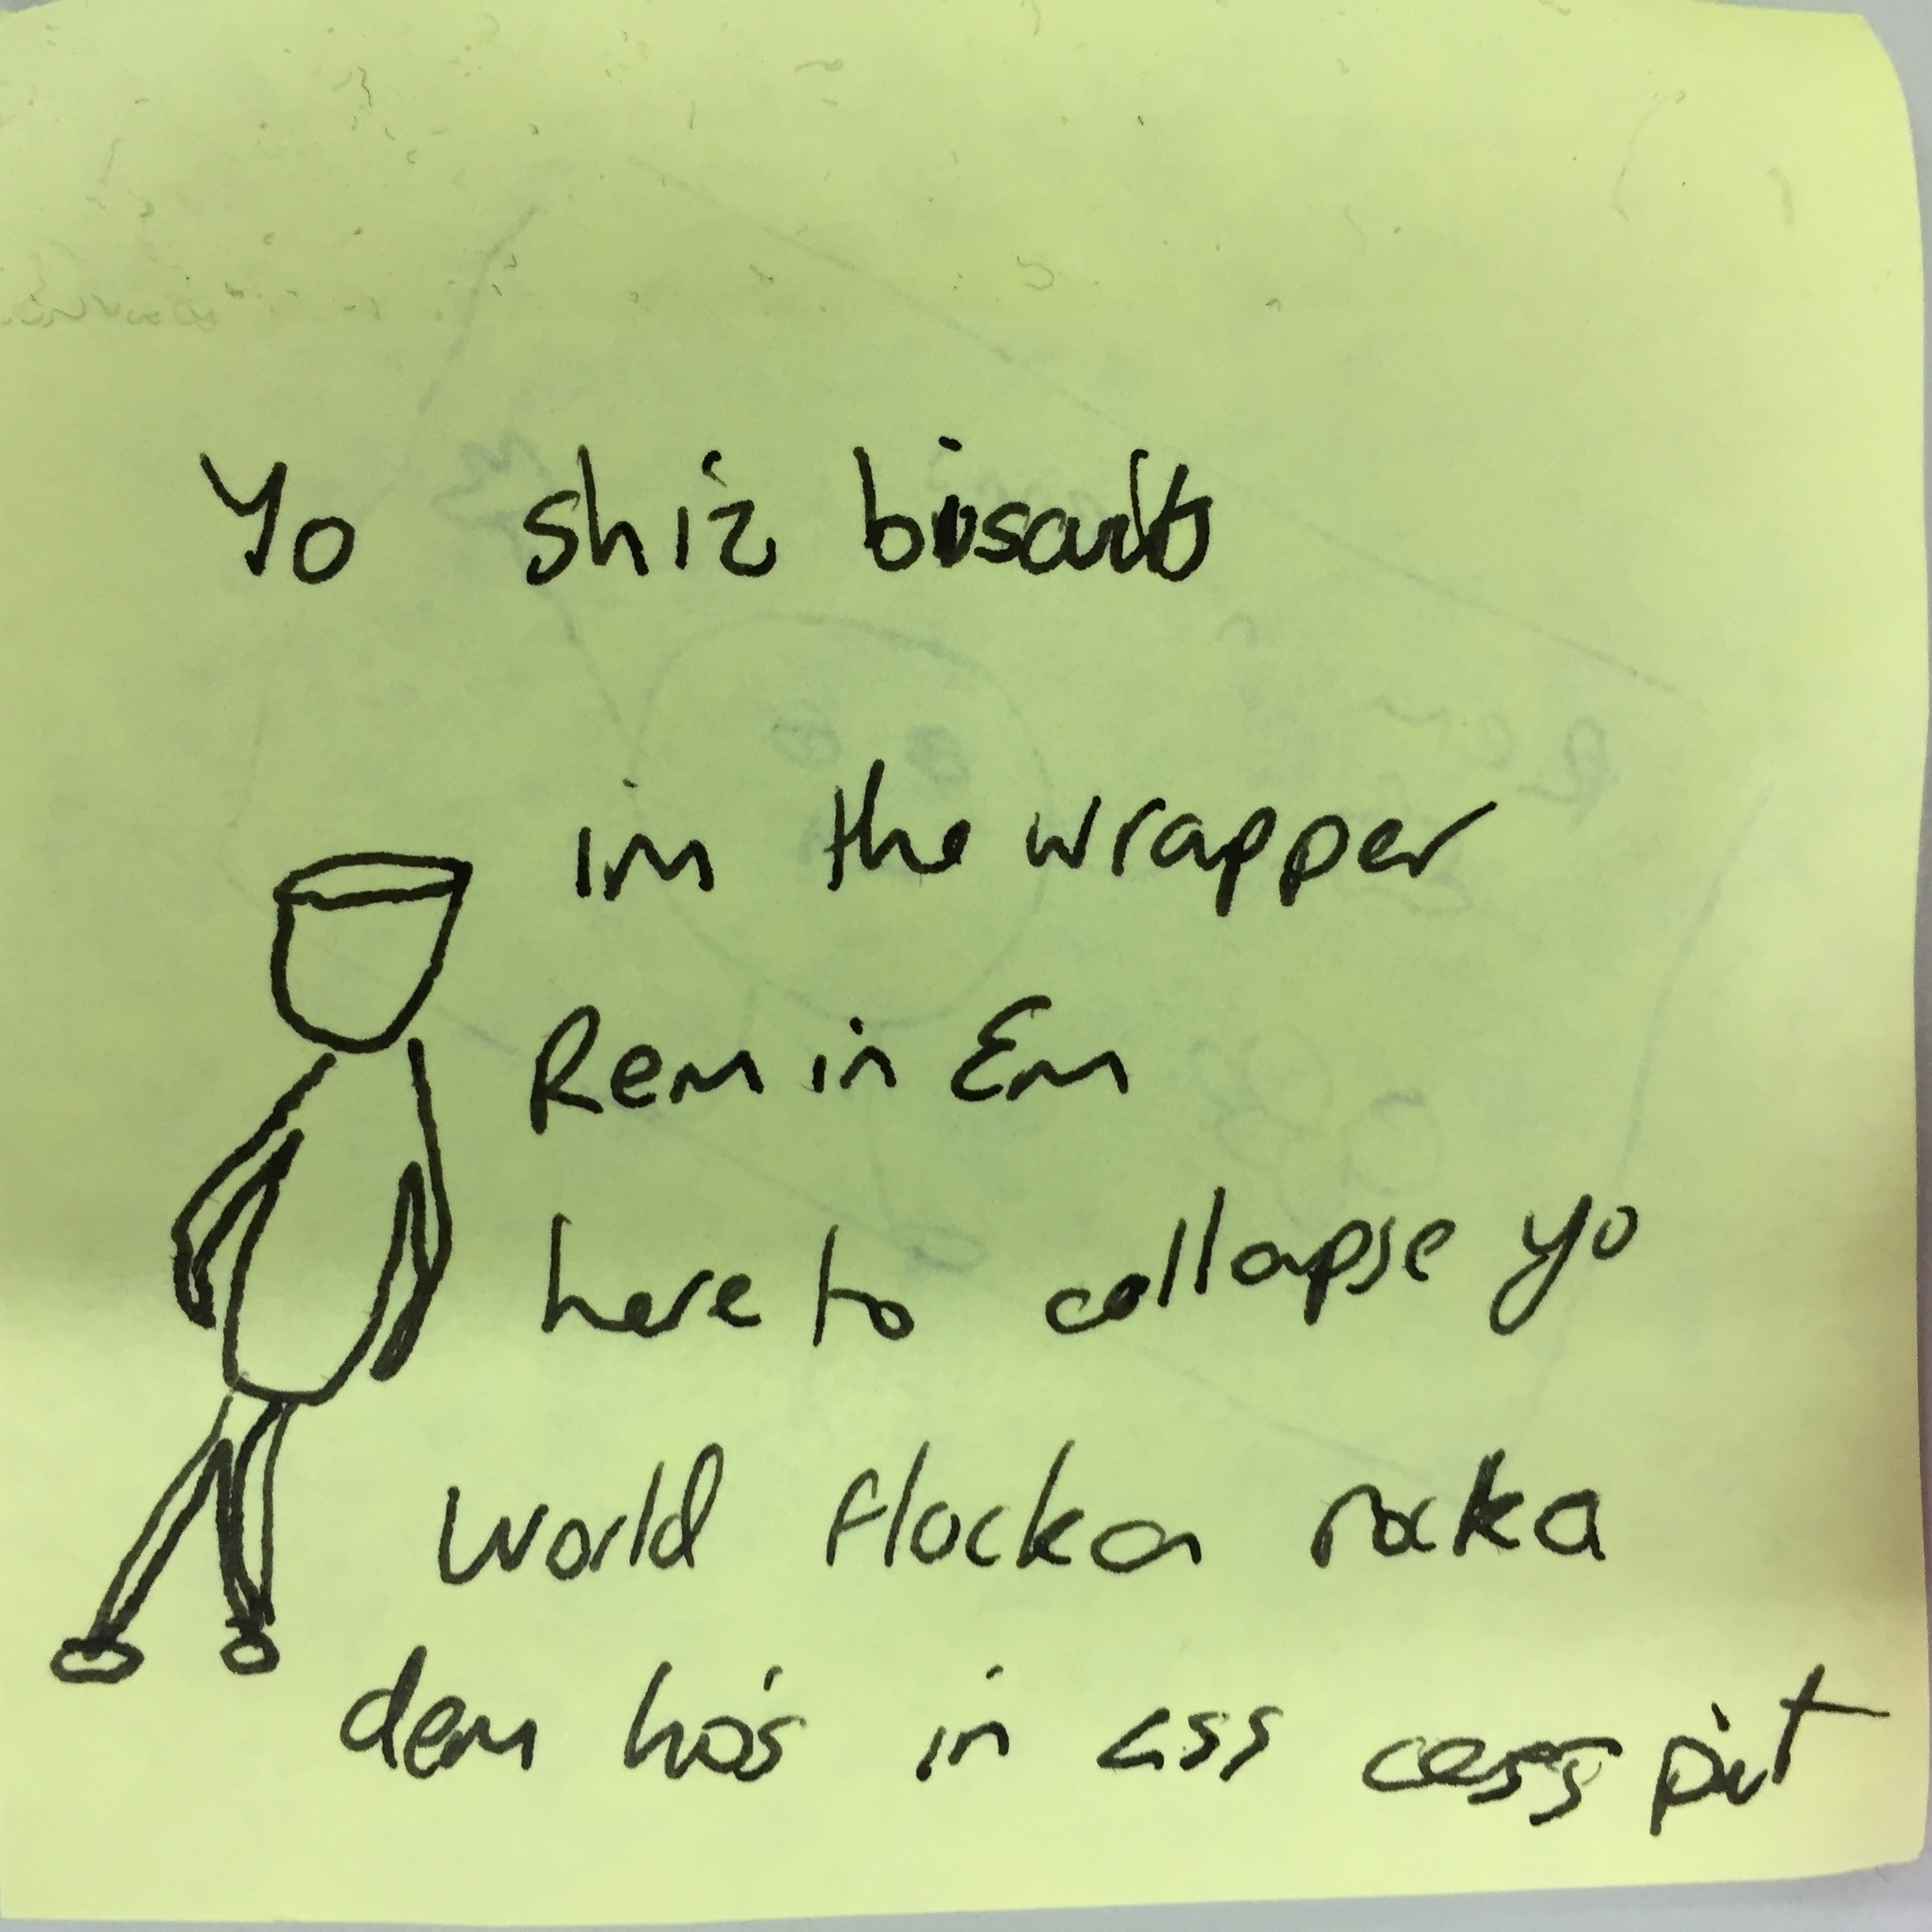 Yo shiz biscuits
im the wrapper
Rem in Em
here to collapse yo
world flocka rocka
dem ho's in ass cess pit